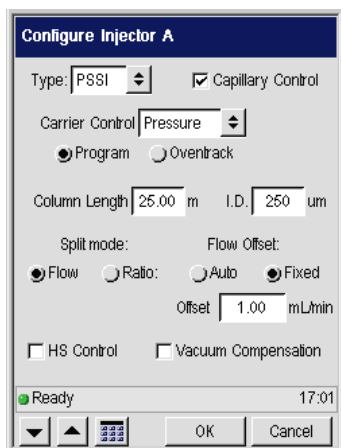 Configure Injector A
Type: PSSI Capillary Control
Carrier Control Pressure
Program Oventrack
Column Length 25.00 m I.D. 250 um
Split mode: Flow Offset:
Flow Ratio: Auto Fixed
Offset 1.00 mL/min
HS Control Vacuum Compensation
Ready 17:01
OK Cancel